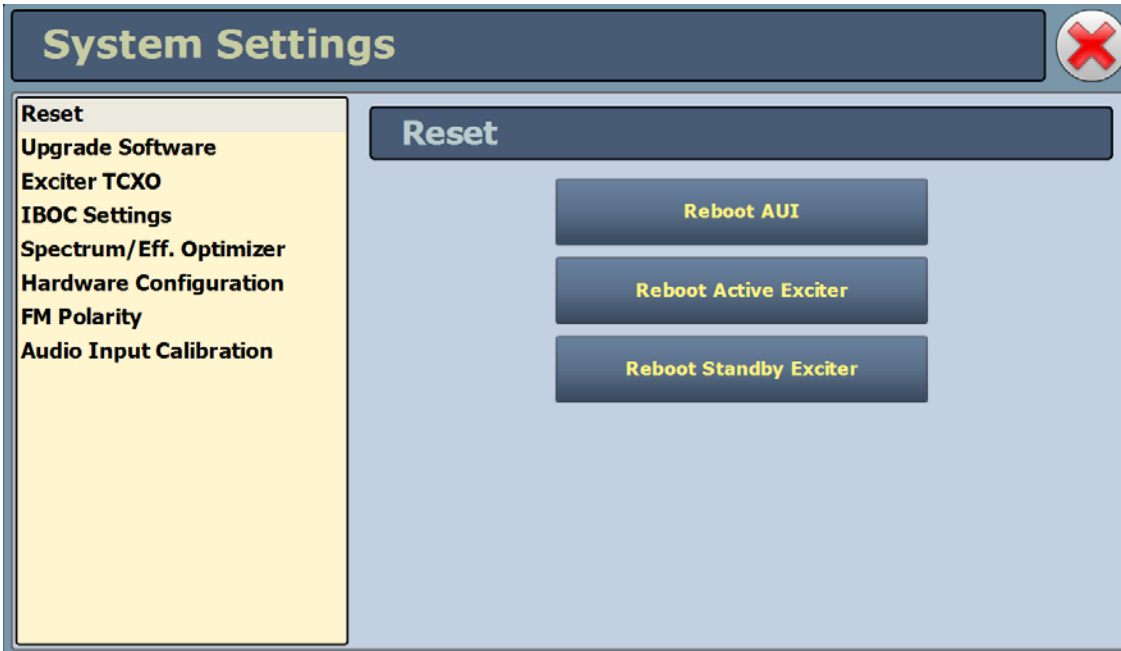 System Settings
Reset
Upgrade Software
Exciter TCXO
IBOC Settings
Spectrum/Eff. Optimizer
Hardware Configuration
FM Polarity
Audio Input Calibration
Reset
Reboot AUI
Reboot Active Exciter
Reboot Standby Exciter